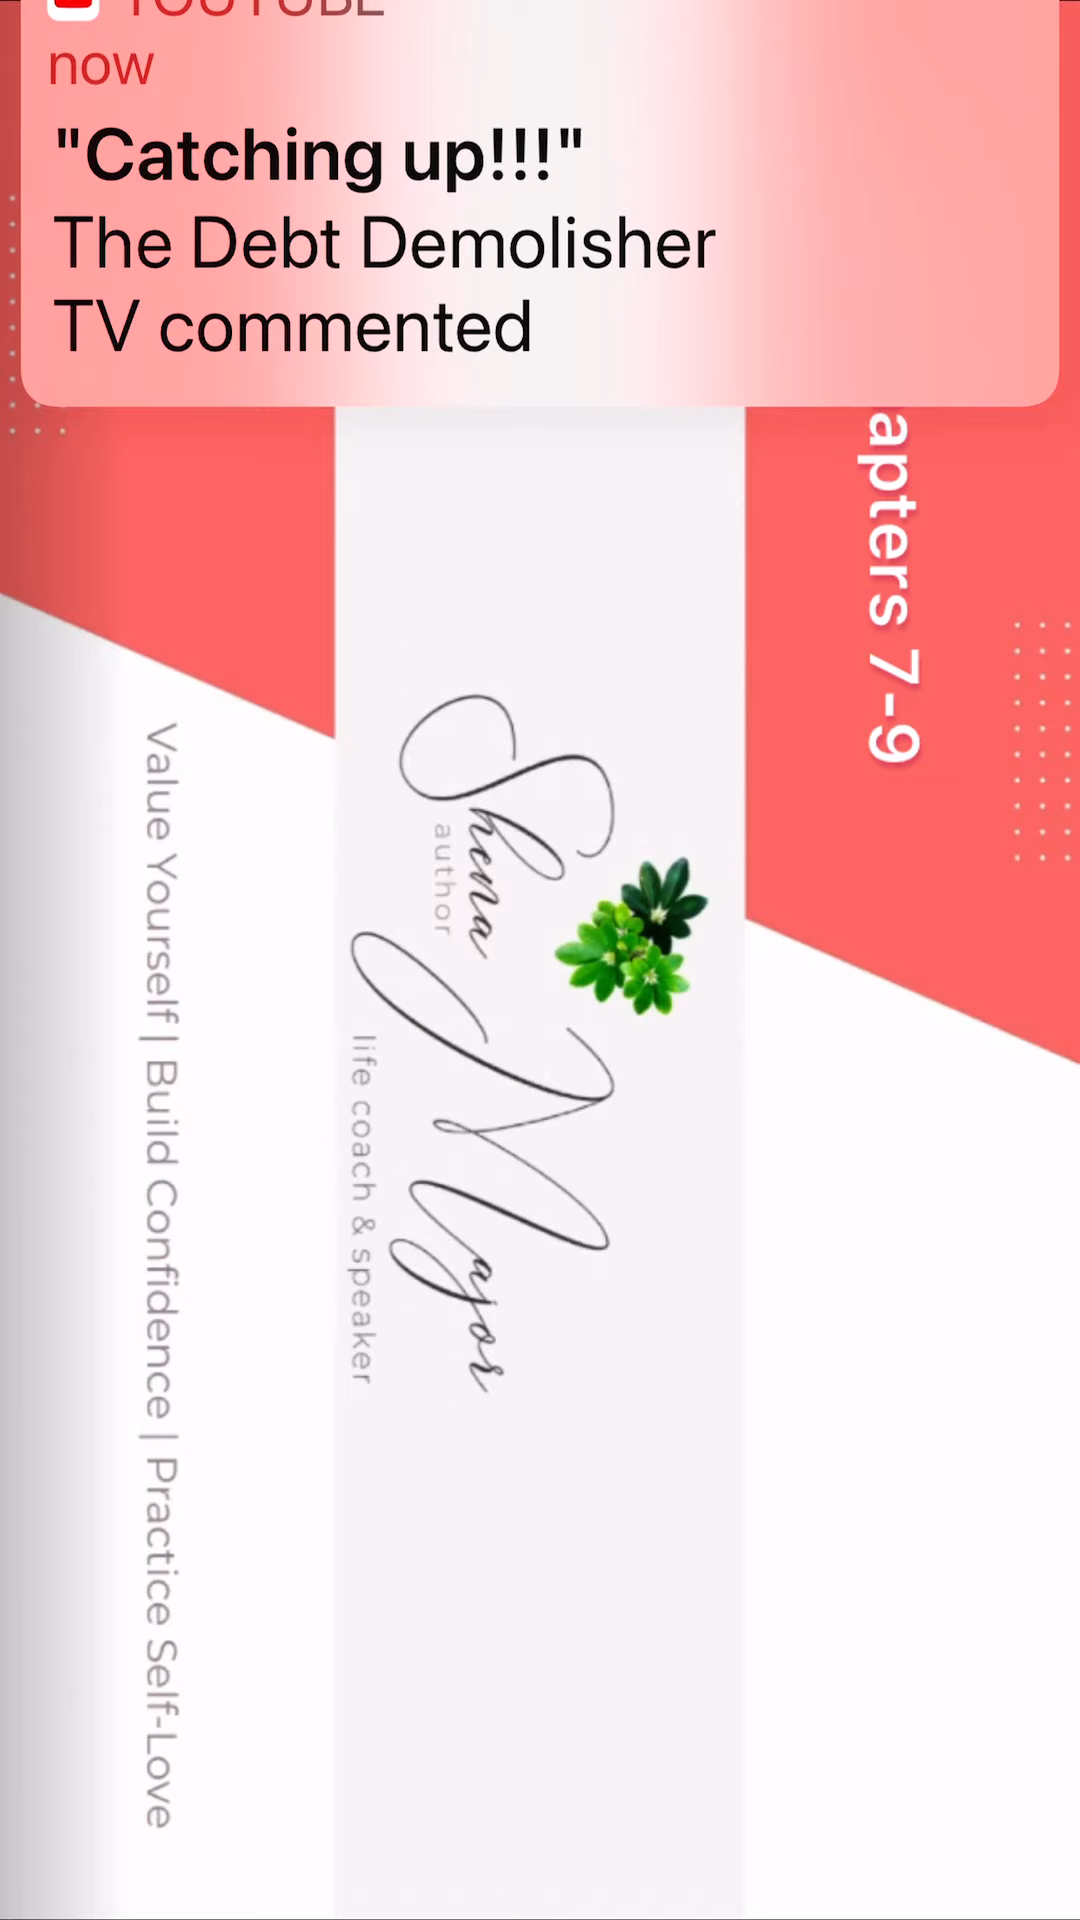 YOUTUBE
now
"Catching up!!!"
The Debt Demolisher
TV commented
apters 7-9
Shena J Major
author
life coach & speaker
Value Yourself | Build Confidence | Practice Self-Love